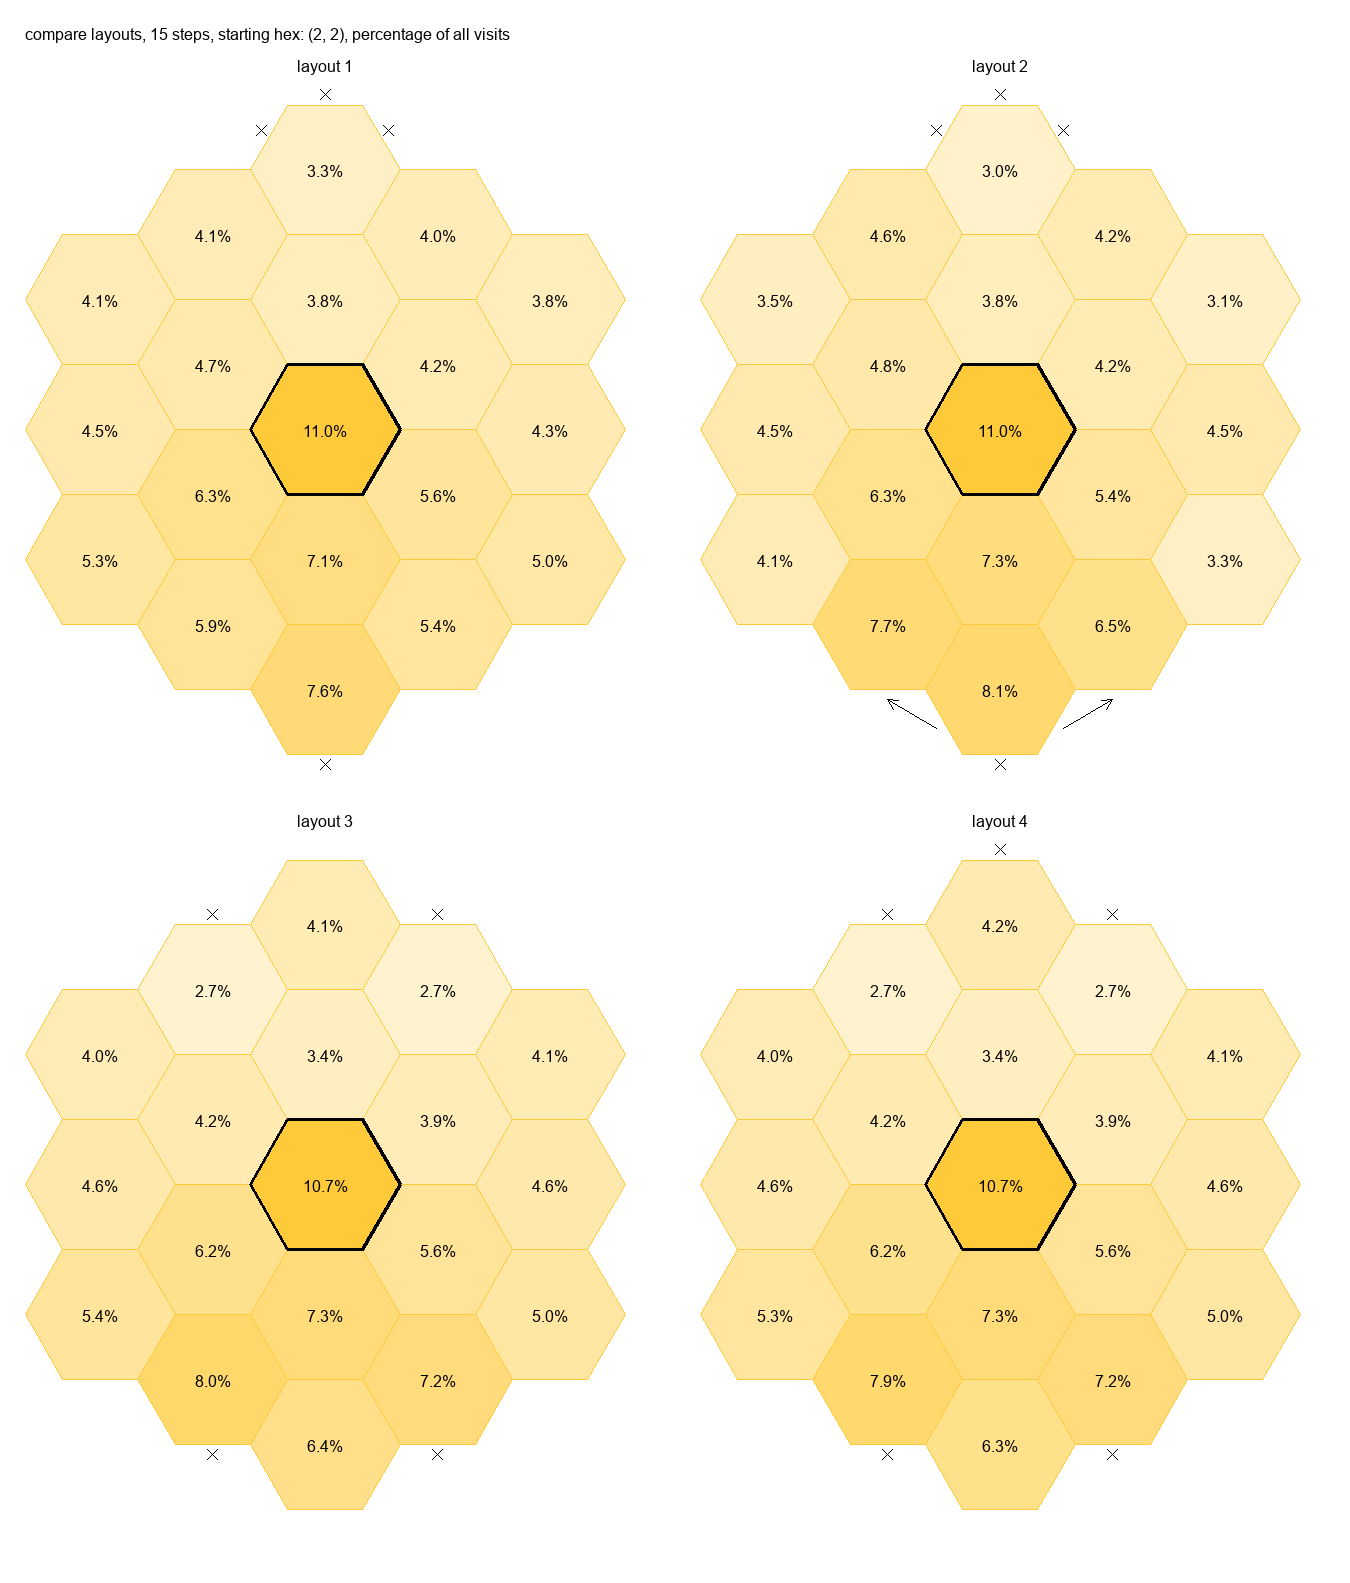 compare layouts, 15 steps, starting hex: (2, 2), percentage of all visits
layout 1
3.3%
4.1% 4.0%
4.1% 3.8% 3.8%
4.7% 4.2%
4.5% 11.0% 4.3%
6.3% 5.6%
5.3% 7.1% 5.0%
5.9% 5.4%
7.6%
layout 2
3.0%
4.6% 4.2%
3.5% 3.8% 3.1%
4.8% 4.2%
4.5% 11.0% 4.5%
6.3% 5.4%
4.1% 7.3% 3.3%
7.7% 6.5%
8.1%
layout 3
4.1%
2.7% 2.7%
4.0% 3.4% 4.1%
4.2% 3.9%
4.6% 10.7% 4.6%
6.2% 5.6%
5.4% 7.3% 5.0%
8.0% 7.2%
6.4%
layout 4
4.2%
2.7% 2.7%
4.0% 3.4% 4.1%
4.2% 3.9%
4.6% 10.7% 4.6%
6.2% 5.6%
5.3% 7.3% 5.0%
7.9% 7.2%
6.3%